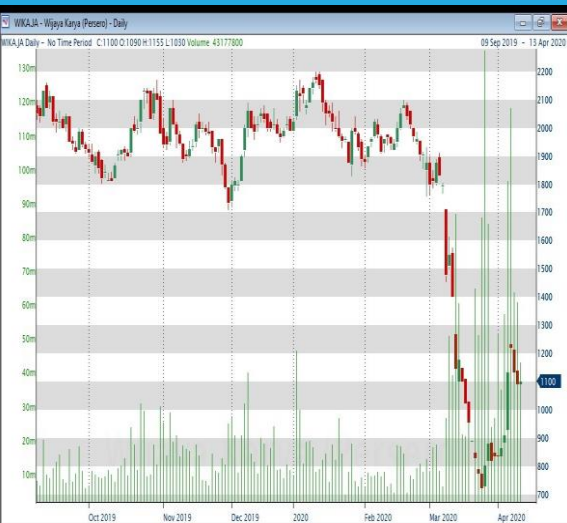 WIKA.JA - Wijaya Karya (Persero) - Daily
WIKA.JA Daily - No Time Period C:1100 O:1090 H:1155 L:1030 Volume 43177800 09 Sep 2019 - 13 Apr 2020
130m
120m
110m
100m
90m
80m
70m
60m
50m
40m
30m
20m
10m
2200
2100
2000
1900
1800
1700
1600
1500
1400
1300
1200
1100
1000
900
800
700
Oct 2019 Nov 2019 Dec 2019 2020 Feb 2020 Mar 2020 Apr 2020